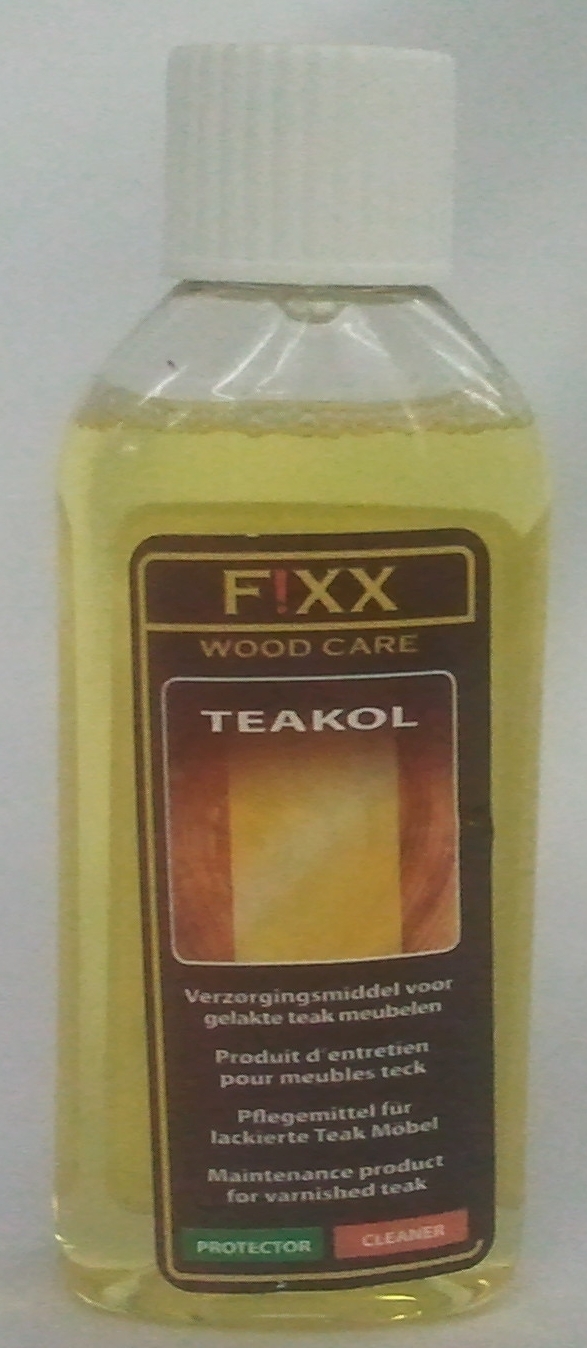 F!XX
WOOD CARE
TEAKOL
Verzorgingsmiddel voor
gelakte teak meubelen
Produit d'entretien
pour meubles teck
Pflegemittel für
lackierte Teak Möbel
Maintenance product
for varnished teak
PROTECTOR CLEANER